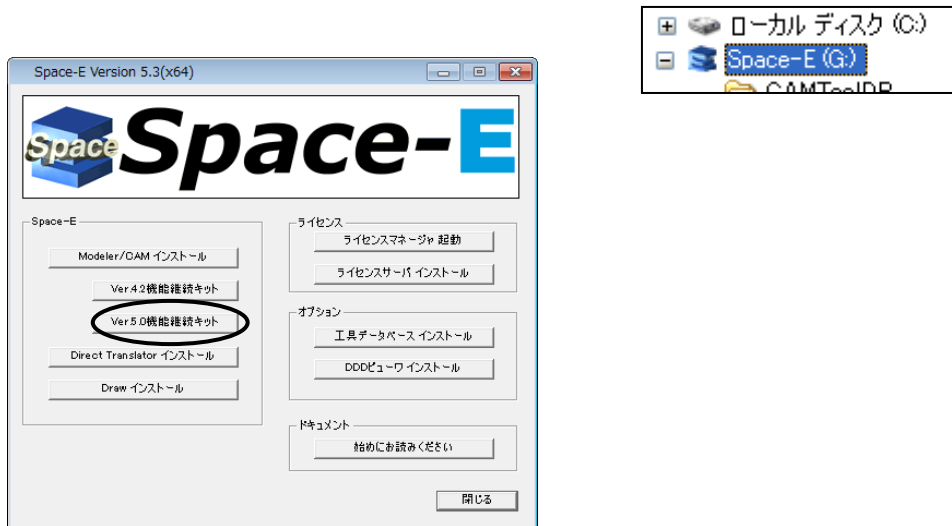 Space-E Version 5.3(x64)
Space
Space-E
Space-E
Modeler/CAM インストール
Ver.4.2機能継続キット
Ver.5.0機能継続キット
Direct Translator インストール
Draw インストール
ライセンス
ライセンスマネージャ 起動
ライセンスサーバ インストール
オプション
工具データベース インストール
DDDビューワ インストール
ドキュメント
始めにお読みください
閉じる
ローカル ディスク (C:)
Space-E (G:)
CAMToolDB